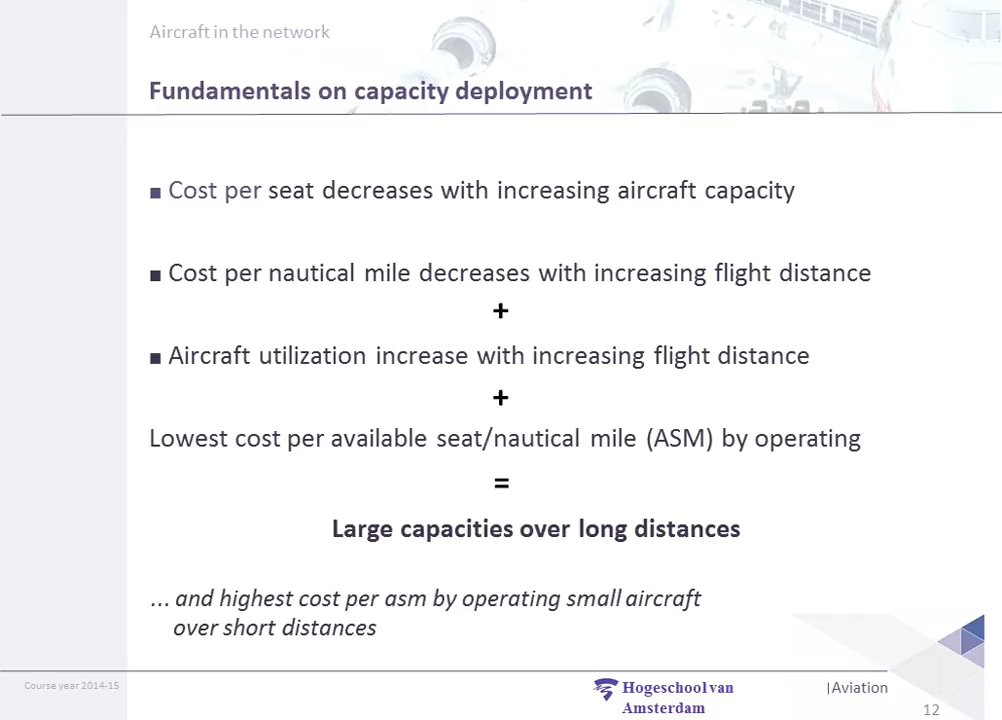 Aircraft in the network
Fundamentals on capacity deployment
■ Cost per seat decreases with increasing aircraft capacity
■ Cost per nautical mile decreases with increasing flight distance
+
■ Aircraft utilization increase with increasing flight distance
+
Lowest cost per available seat/nautical mile (ASM) by operating
=
Large capacities over long distances
... and highest cost per asm by operating small aircraft
over short distances
Course year 2014-15
Hogeschool van
Amsterdam
|Aviation
12